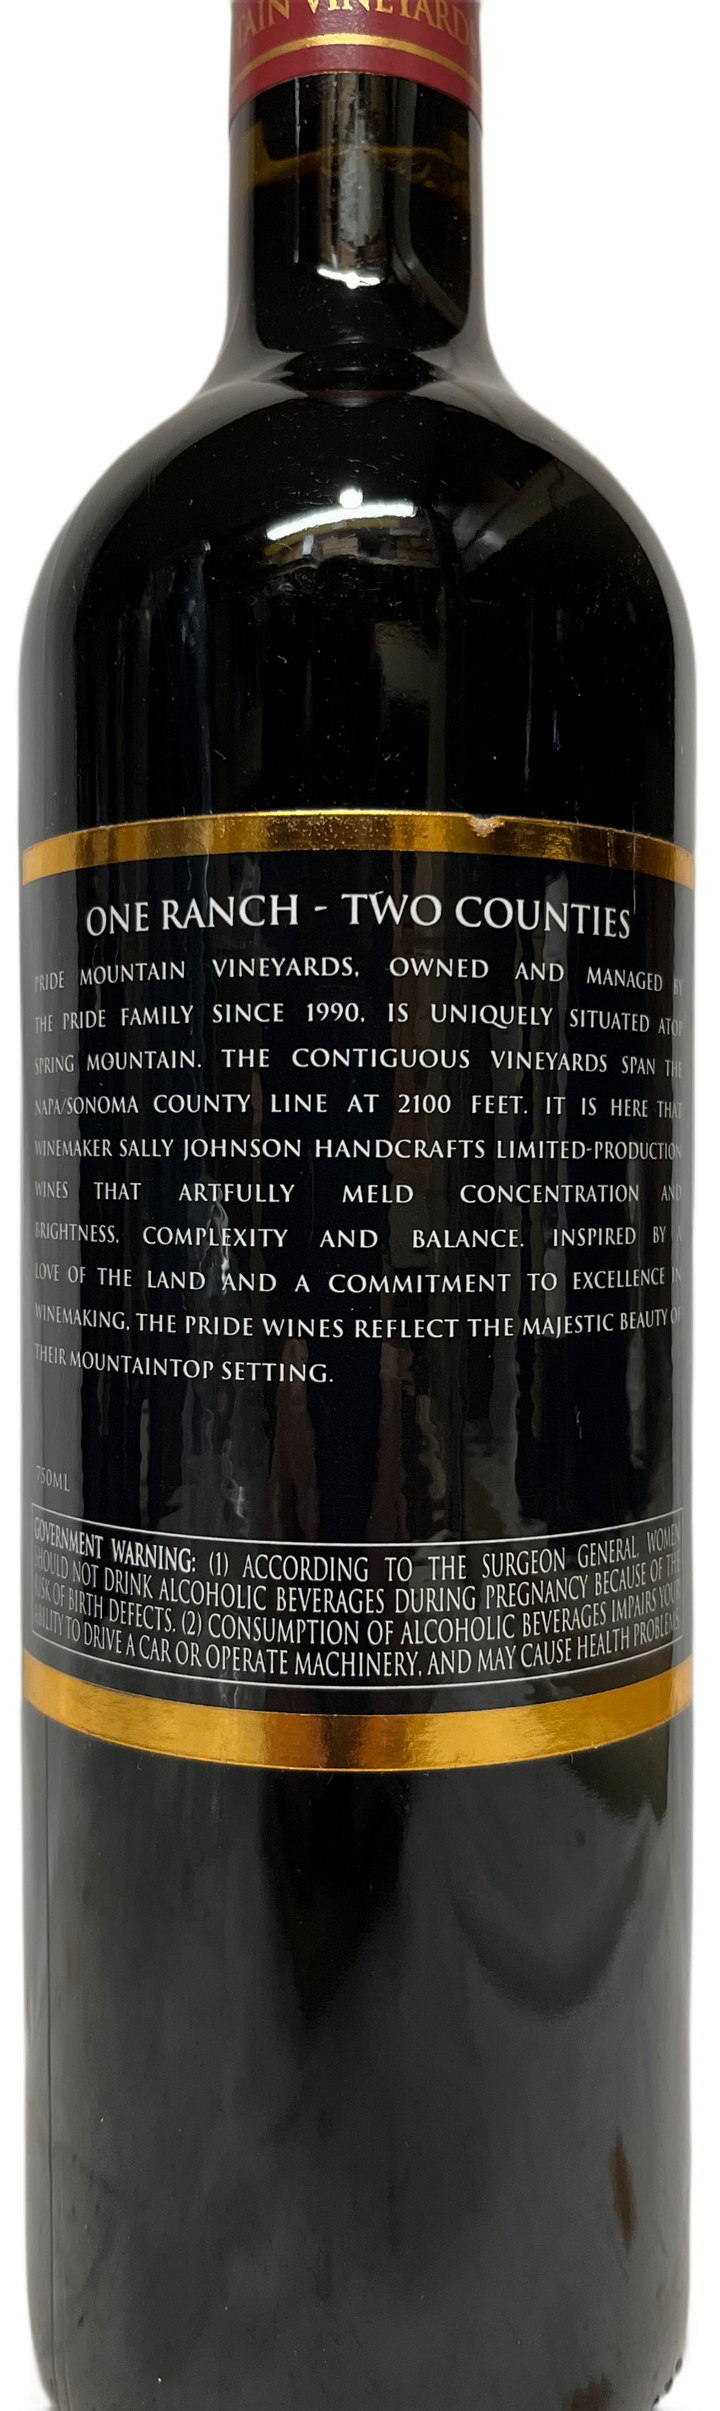 TAIN VINEYARD
ONE RANCH - TWO COUNTIES
PRIDE MOUNTAIN VINEYARDS, OWNED AND MANAGED BY
THE PRIDE FAMILY SINCE 1990, IS UNIQUELY SITUATED ATOP
SPRING MOUNTAIN. THE CONTIGUOUS VINEYARDS SPAN THE
NAPA/SONOMA COUNTY LINE AT 2100 FEET. IT IS HERE THAT
WINEMAKER SALLY JOHNSON HANDCRAFTS LIMITED-PRODUCTION
WINES THAT ARTFULLY MELD CONCENTRATION AND
BRIGHTNESS, COMPLEXITY AND BALANCE. INSPIRED BY A
LOVE OF THE LAND AND A COMMITMENT TO EXCELLENCE IN
WINEMAKING, THE PRIDE WINES REFLECT THE MAJESTIC BEAUTY OF
THEIR MOUNTAINTOP SETTING.
750ML
GOVERNMENT WARNING: (1) ACCORDING TO THE SURGEON GENERAL, WOMEN
SHOULD NOT DRINK ALCOHOLIC BEVERAGES DURING PREGNANCY BECAUSE OF THE
RISK OF BIRTH DEFECTS. (2) CONSUMPTION OF ALCOHOLIC BEVERAGES IMPAIRS YOUR
ABILITY TO DRIVE A CAR OR OPERATE MACHINERY, AND MAY CAUSE HEALTH PROBLEMS.